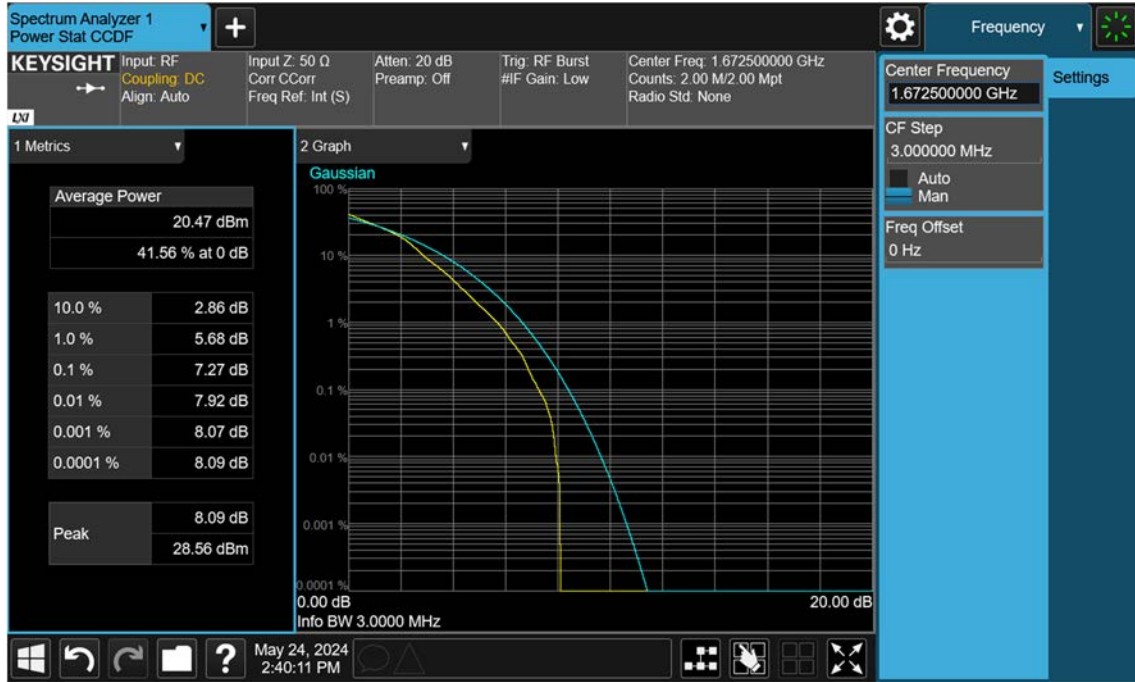 Spectrum Analyzer 1
Power Stat CCDF
Frequency
KEYSIGHT
LXI
Input: RF
Coupling: DC
Align: Auto
Input Z: 50 Ω
Corr CCorr
Freq Ref: Int (S)
Atten: 20 dB
Preamp: Off
Trig: RF Burst
#IF Gain: Low
Center Freq: 1.672500000 GHz
Counts: 2.00 M/2.00 Mpt
Radio Std: None
Center Frequency
1.672500000 GHz
Settings
CF Step
3.000000 MHz
Auto
Man
Freq Offset
0 Hz
1 Metrics
Average Power
20.47 dBm
41.56 % at 0 dB
10.0 % 2.86 dB
1.0 % 5.68 dB
0.1 % 7.27 dB
0.01 % 7.92 dB
0.001 % 8.07 dB
0.0001 % 8.09 dB
Peak
8.09 dB
28.56 dBm
2 Graph
Gaussian
100 %
10 %
1 %
0.1 %
0.01 %
0.001 %
0.0001 %
0.00 dB 20.00 dB
Info BW 3.0000 MHz
?
May 24, 2024
2:40:11 PM